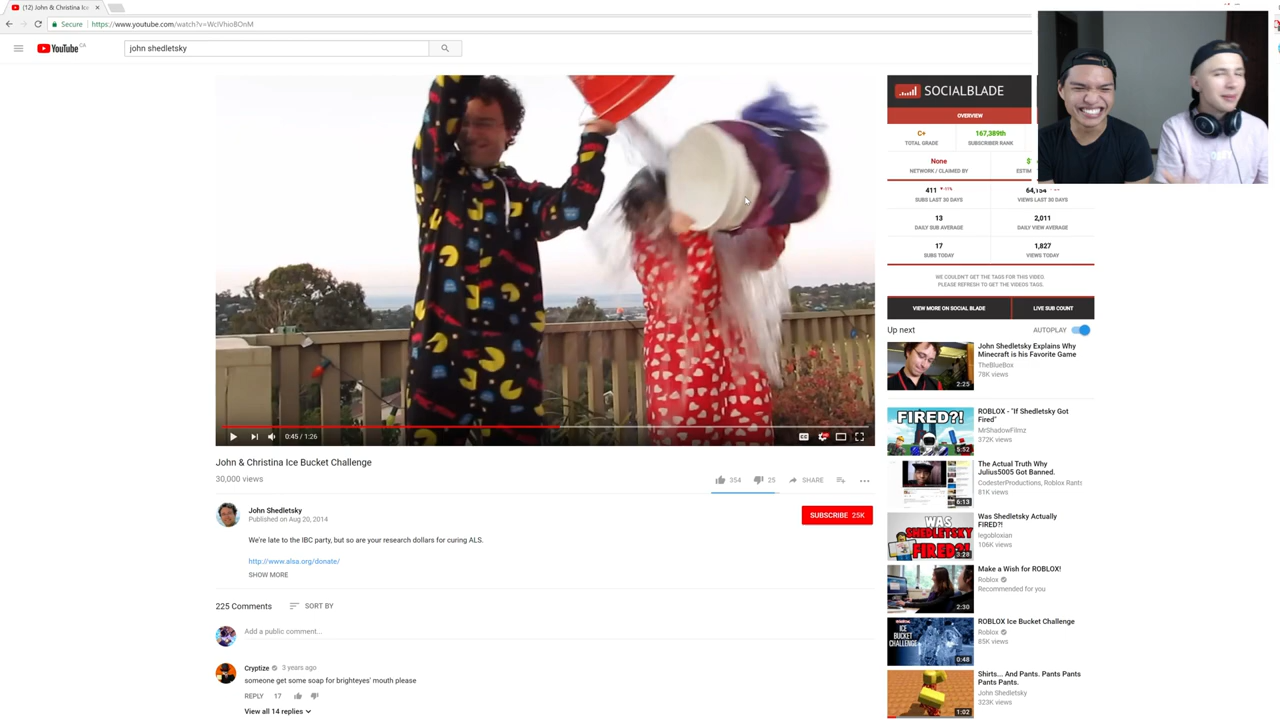 (12) John & Christina Ic
Secure
https://www.youtube.com/watch?v=WcIVhio8OnM
YouTube CA
john shedletsky
SOCIALBLADE
OVERVIEW
C+
167,389th
TOTAL GRADE
SUBSCRIBER RANK
None
$
NETWORK / CLAIMED BY
ESTIM
411
64,154
SUBS LAST 30 DAYS
VIEWS LAST 30 DAYS
13
2,011
DAILY SUB AVERAGE
DAILY VIEW AVERAGE
17
1,827
SUBS TODAY
VIEWS TODAY
WE COULDN'T GET THE TAGS FOR THIS VIDEO.
PLEASE REFRESH TO GET THE VIDEOS TAGS.
VIEW MORE ON SOCIAL BLADE
LIVE SUB COUNT
0:45 / 1:26
John & Christina Ice Bucket Challenge
30,000 views
354
25
SHARE
John Shedletsky
Published on Aug 20, 2014
SUBSCRIBE 25K
We're late to the IBC party, but so are your research dollars for curing ALS.
http://www.alsa.org/donate/
SHOW MORE
225 Comments
SORT BY
Add a public comment...
Cryptize
3 years ago
someone get some soap for brighteyes' mouth please
REPLY
17
View all 14 replies
Up next
AUTOPLAY
John Shedletsky Explains Why
Minecraft is his Favorite Game
TheBlueBox
78K views
2:25
ROBLOX - "If Shedletsky Got
Fired"
MrShadowFilmz
372K views
FIRED?!
5:52
The Actual Truth Why
Julius5005 Got Banned.
CodesterProductions, Roblox Rants
81K views
6:13
Was Shedletsky Actually
FIRED?!
legobloxian
106K views
WAS
SHEDLETSKY
FIRED?!
3:28
Make a Wish for ROBLOX!
Roblox
Recommended for you
2:30
ROBLOX Ice Bucket Challenge
Roblox
85K views
ICE
BUCKET
CHALLENGE
0:48
Shirts... And Pants. Pants Pants
Pants Pants.
John Shedletsky
323K views
1:02